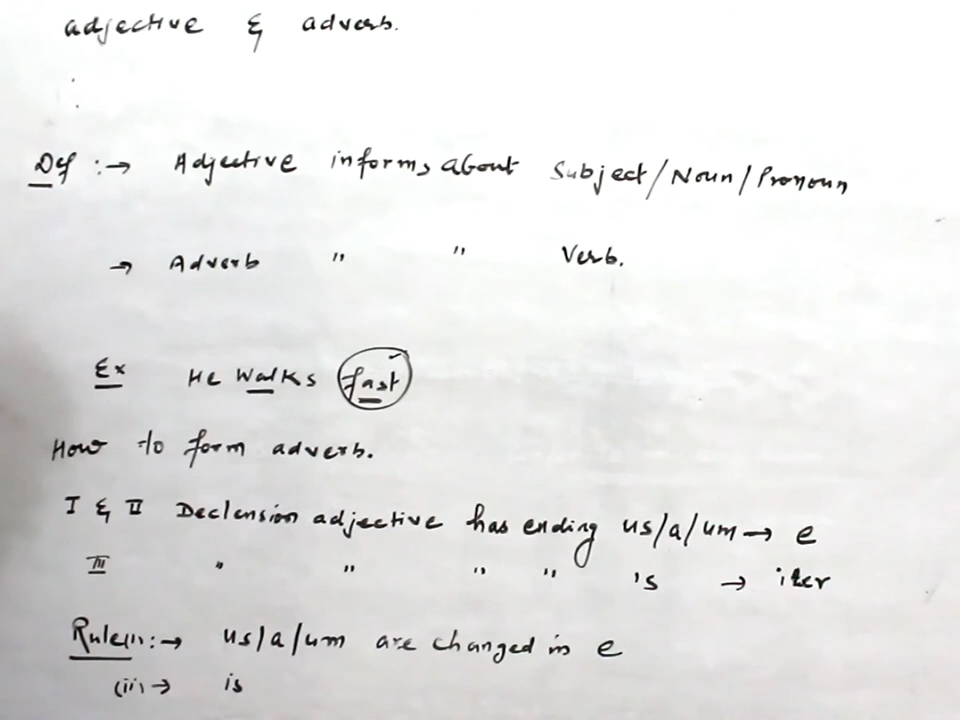 adjective & adverb.
Def :→ Adjective informs about Subject/Noun/Pronoun
→ Adverb " " Verb.
Ex He walks fast
How to form adverb.
I & II Declension adjective has ending us/a/um → e
III " " " " is → iter
Rule(i):→ us/a/um are changed in e
(ii) → is